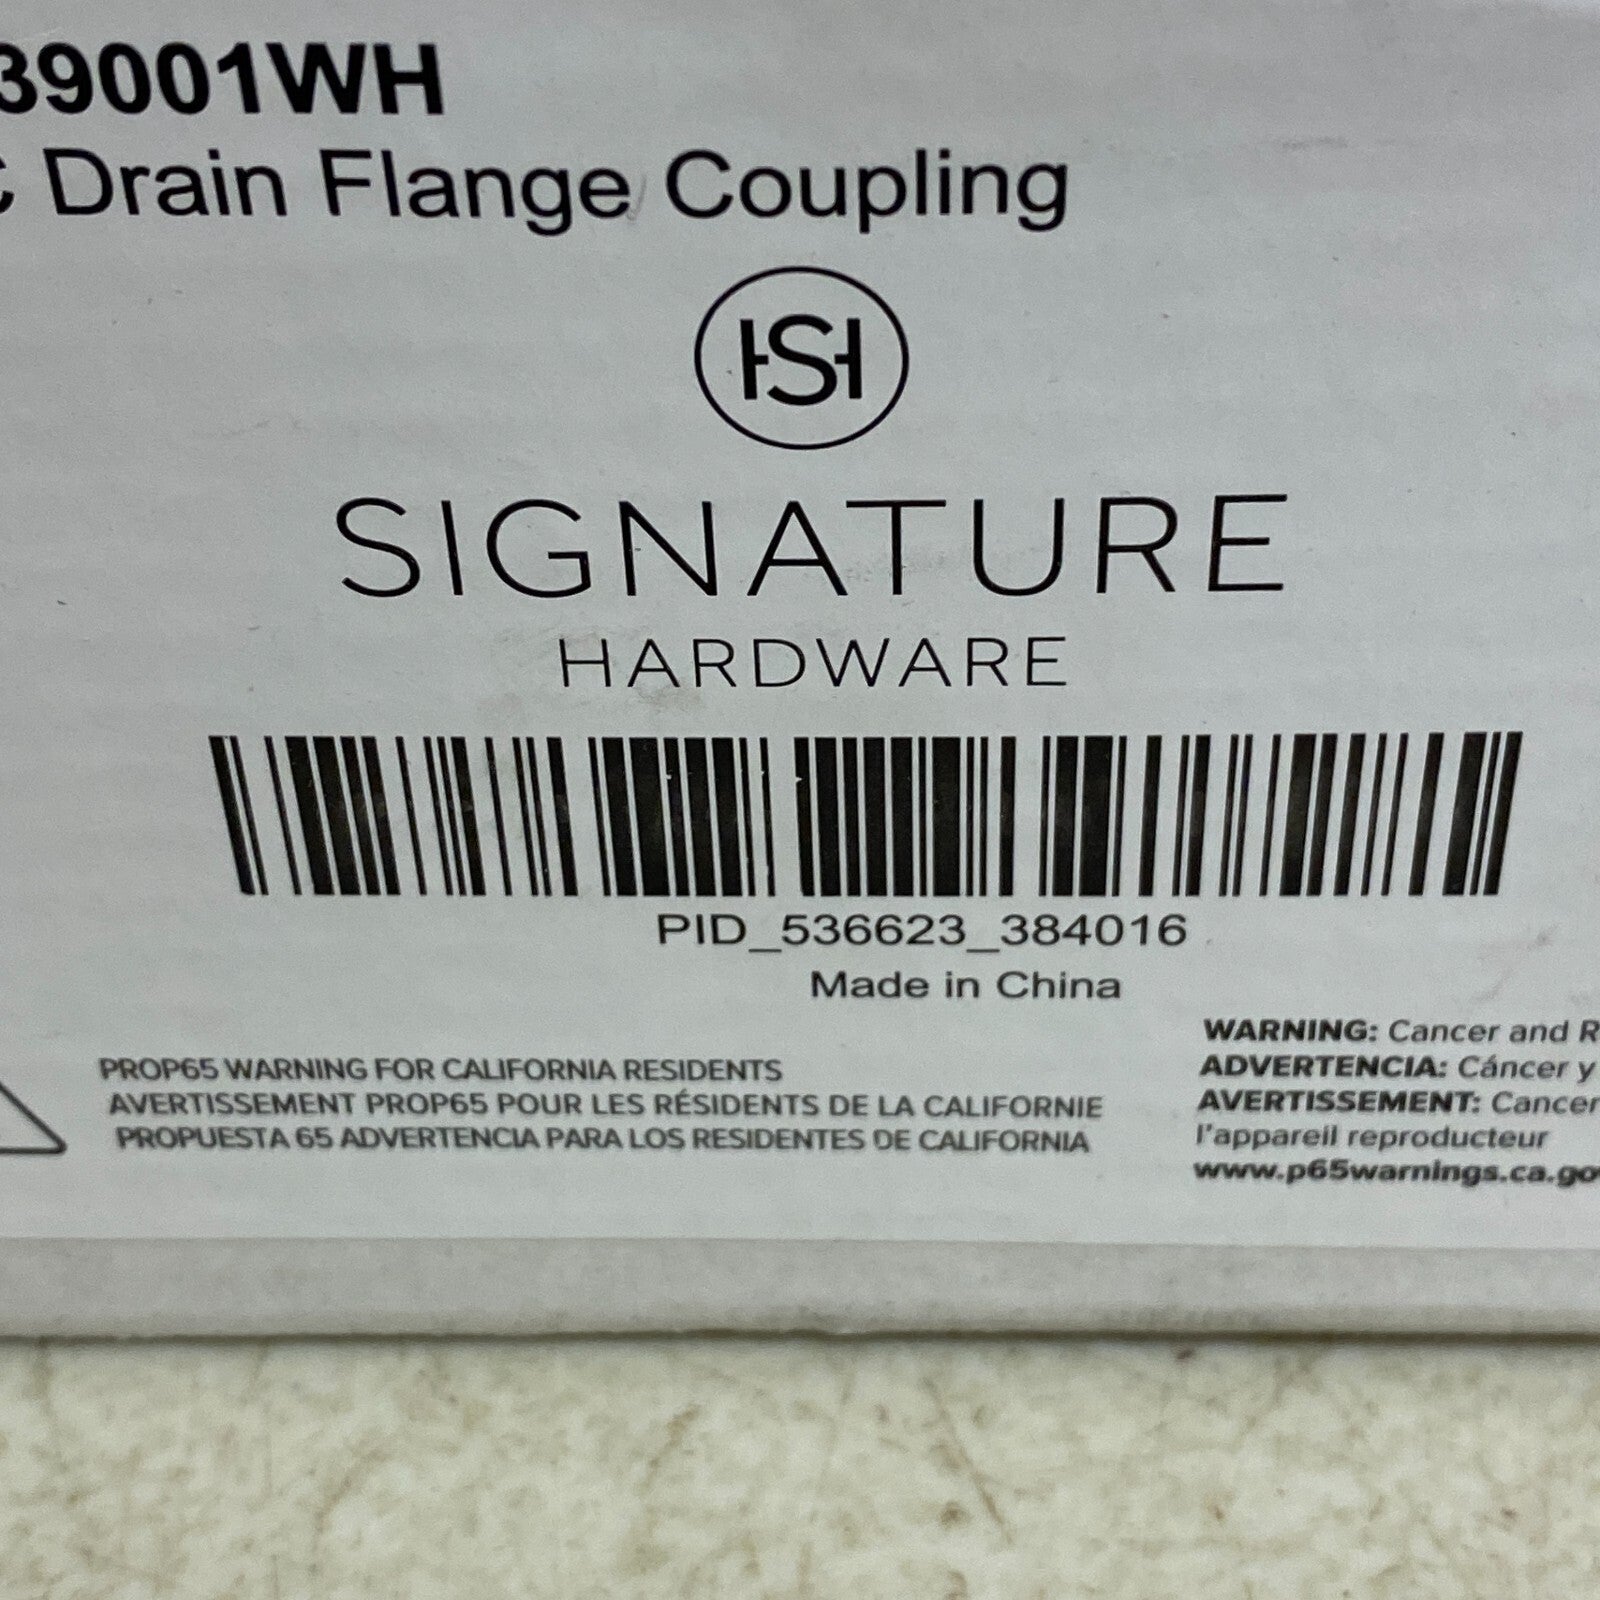 39001WH
Drain Flange Coupling
HS
SIGNATURE
HARDWARE
PID_536623_384016
Made in China
PROP65 WARNING FOR CALIFORNIA RESIDENTS
AVERTISSEMENT PROP65 POUR LES RÉSIDENTS DE LA CALIFORNIE
PROPUESTA 65 ADVERTENCIA PARA LOS RESIDENTES DE CALIFORNIA
WARNING: Cancer and R
ADVERTENCIA: Cáncer y
AVERTISSEMENT: Cancer
l'appareil reproducteur
www.p65warnings.ca.go